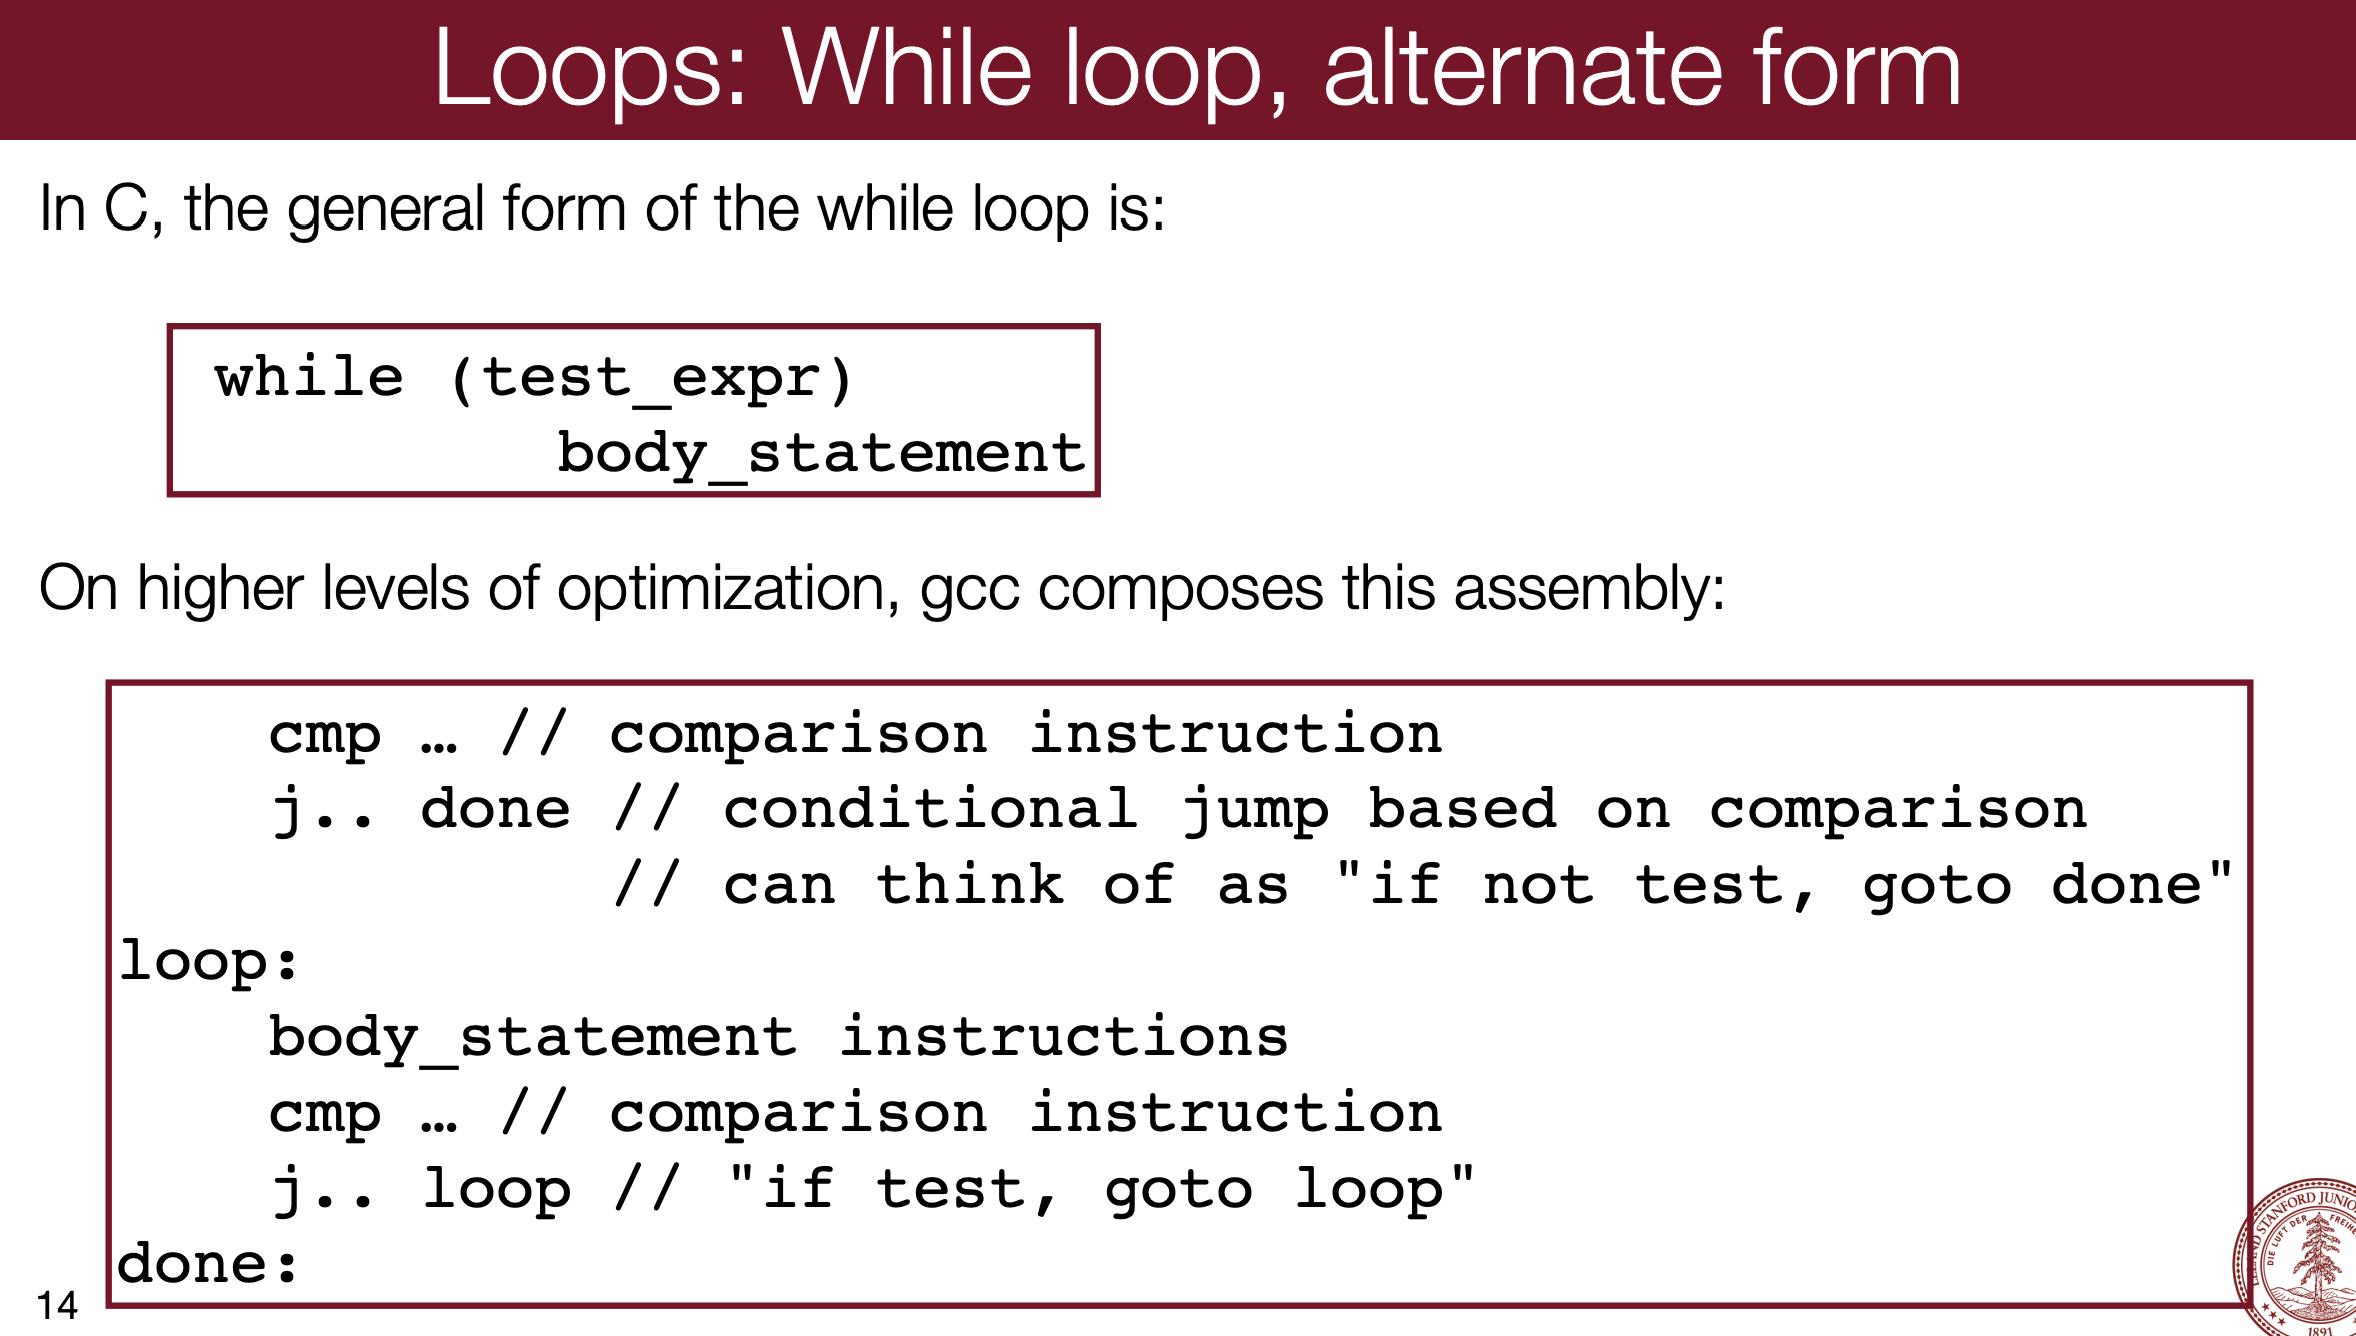 Loops: While loop, alternate form
In C, the general form of the while loop is:
while (test_expr)
body_statement
On higher levels of optimization, gcc composes this assembly:
cmp … // comparison instruction
j.. done // conditional jump based on comparison
// can think of as "if not test, goto done"
loop:
body_statement instructions
cmp … // comparison instruction
j.. loop // "if test, goto loop"
done:
14
STANFORD JUNIO
DIE LUFT DER
1891